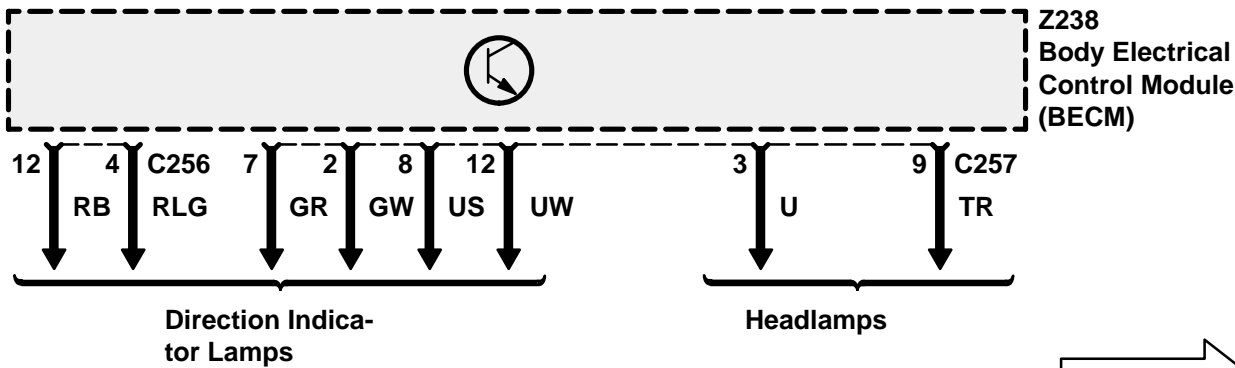 Z238
Body Electrical
Control Module
(BECM)
12 4 C256 7 2 8 12 3 9 C257
RB RLG GR GW US UW U TR
Direction Indica-
tor Lamps
Headlamps